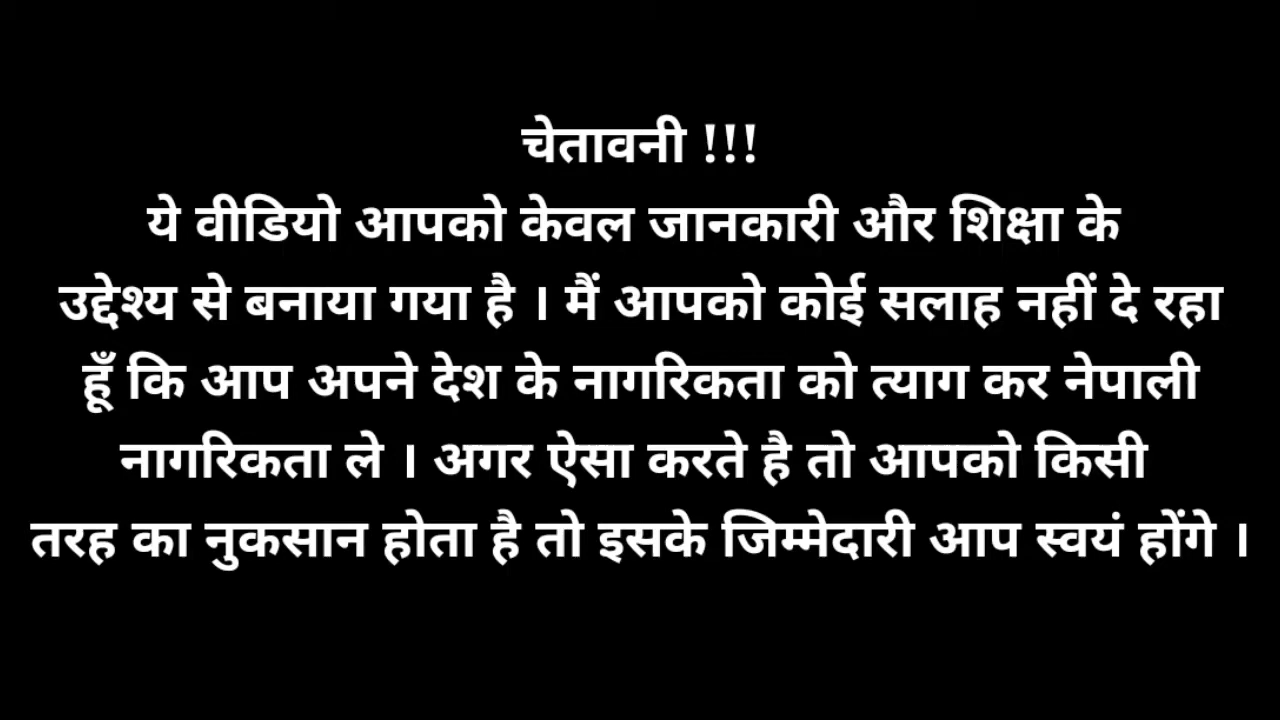 चेतावनी !!!
ये वीडियो आपको केवल जानकारी और शिक्षा के
उद्देश्य से बनाया गया है । मैं आपको कोई सलाह नहीं दे रहा
हूँ कि आप अपने देश के नागरिकता को त्याग कर नेपाली
नागरिकता ले । अगर ऐसा करते है तो आपको किसी
तरह का नुकसान होता है तो इसके जिम्मेदारी आप स्वयं होंगे ।